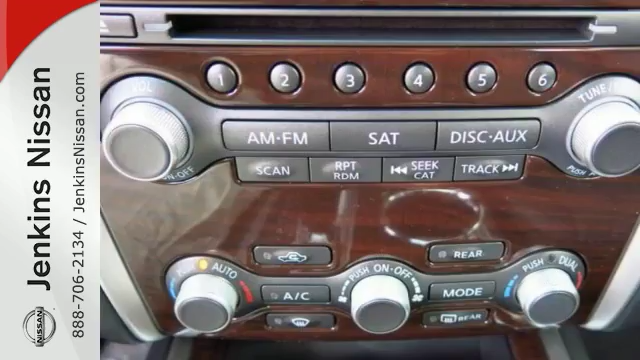 Jenkins Nissan
888-706-2134 / JenkinsNissan.com
NISSAN
1 2 3 4 5 6
VOL
TUNE/
AM·FM SAT DISC·AUX
SCAN RPT RDM SEEK CAT TRACK
PUSH
REAR
AUTO PUSH ON·OFF PUSH DUAL
A/C MODE
REAR